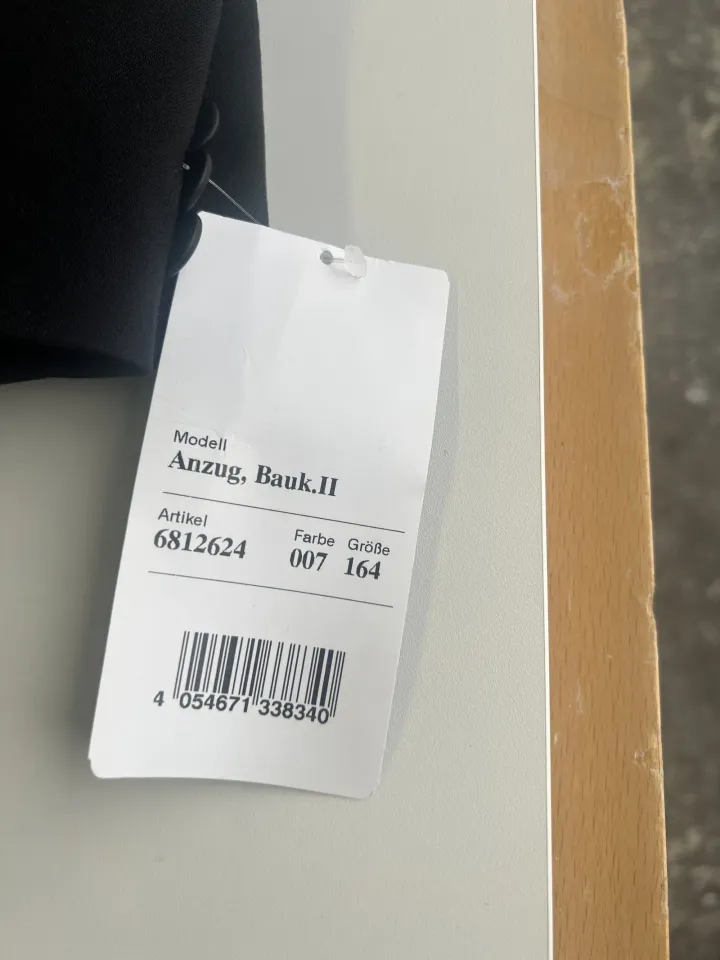 Modell
Anzug, Bauk.II
Artikel Farbe Größe
6812624 007 164
4 054671 338340